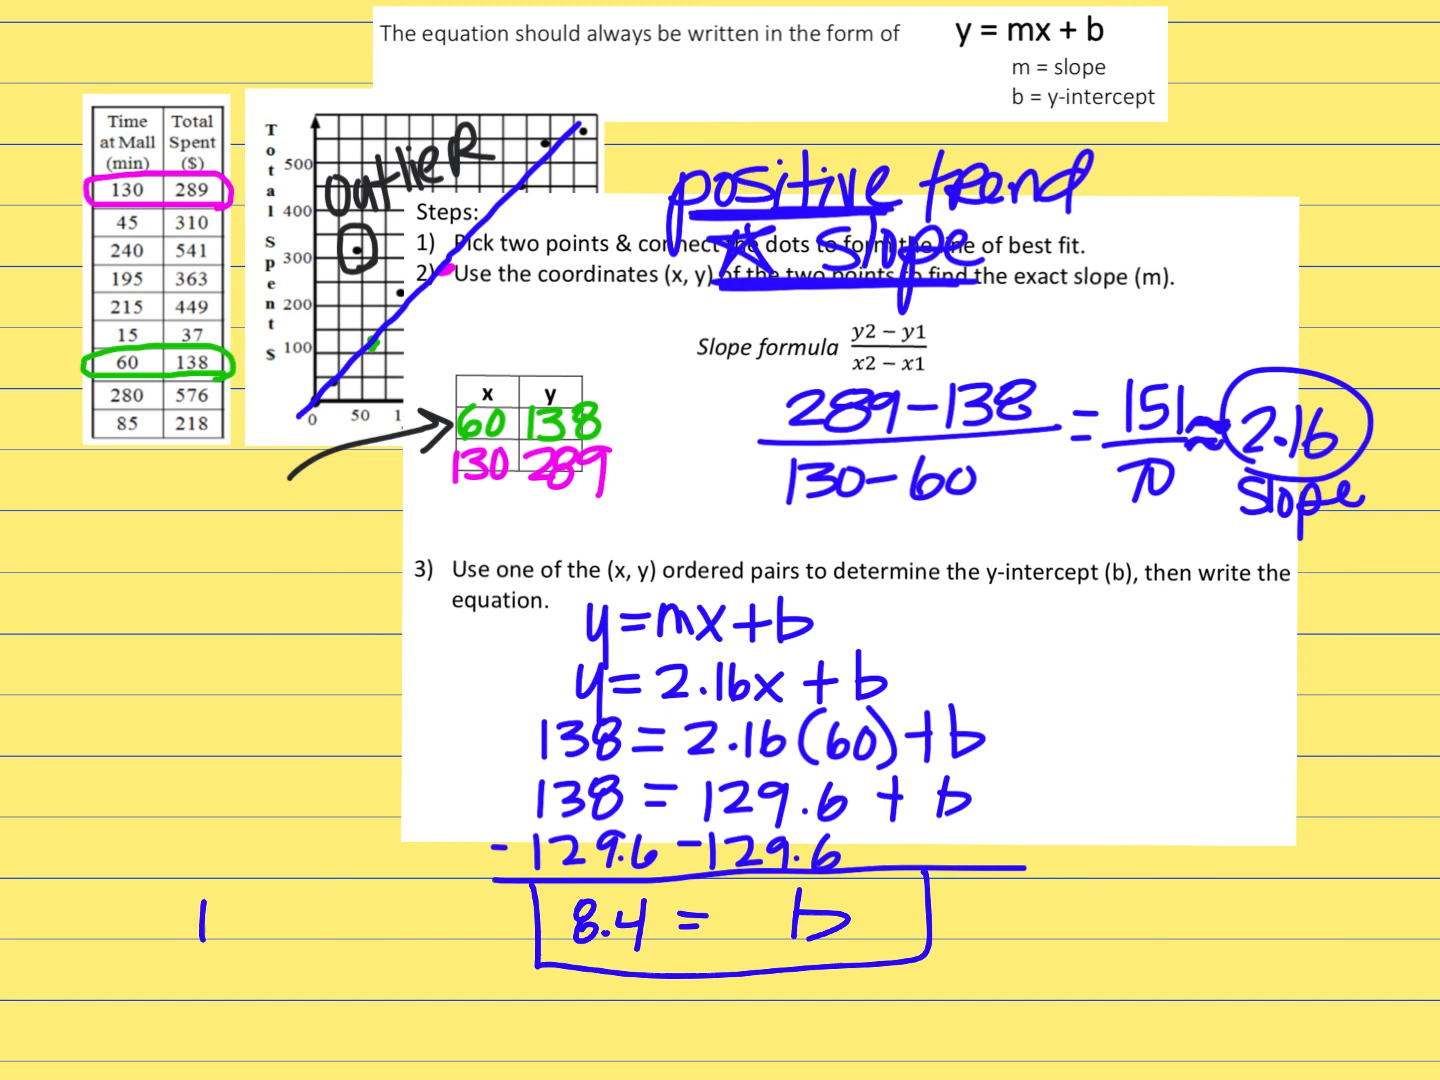 The equation should always be written in the form of y = mx + b
m = slope
b = y-intercept
Time at Mall (min) Total Spent ($)
130 289
45 310
240 541
195 363
215 449
15 37
60 138
280 576
85 218
Total Spent $
500
400
300
200
100
0 50 1
outlieR
positive trend
slope
Steps:
1) Pick two points & connect the dots to form the line of best fit.
2) Use the coordinates (x, y) of the two points to find the exact slope (m).
Slope formula y2 − y1
x2 − x1
x y
60 138
130 289
289-138 = 151 ≈ 2.16
130-60 70 slope
3) Use one of the (x, y) ordered pairs to determine the y-intercept (b), then write the
equation.
y=mx+b
y=2.16x+b
138=2.16(60)+b
138=129.6+b
-129.6 -129.6
8.4= b
1